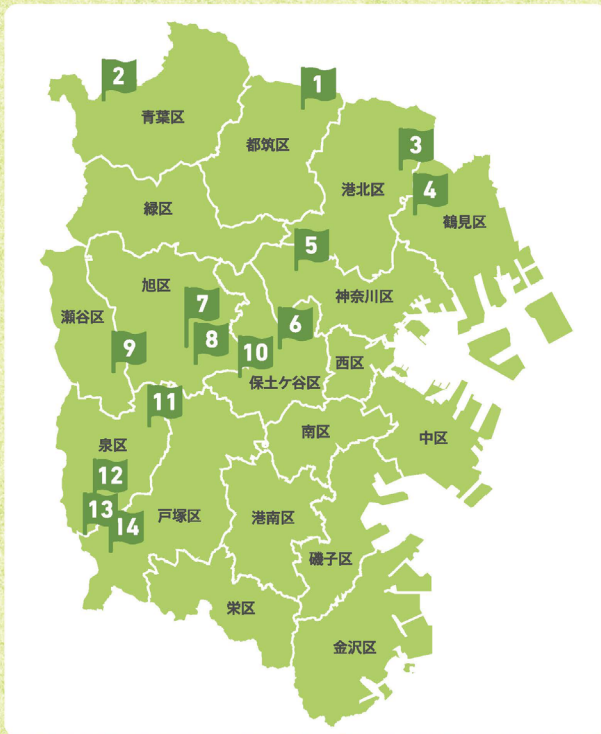 2
1
青葉区
都筑区
3
港北区
4
緑区
鶴見区
5
旭区
神奈川区
7
瀬谷区
6
8
9
10
西区
保土ケ谷区
11
南区
中区
泉区
12
13
戸塚区
港南区
14
磯子区
栄区
金沢区